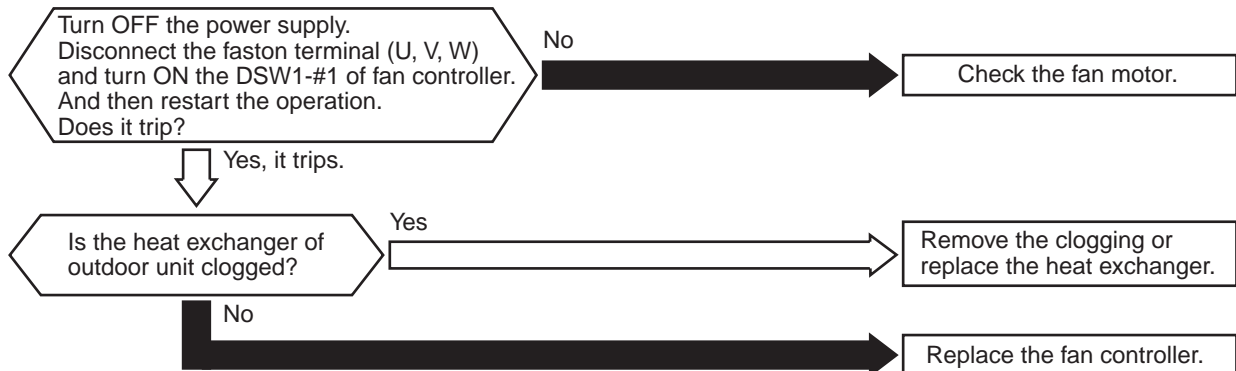 Turn OFF the power supply.
Disconnect the faston terminal (U, V, W)
and turn ON the DSW1-#1 of fan controller.
And then restart the operation.
Does it trip?
No
Check the fan motor.
Yes, it trips.
Is the heat exchanger of
outdoor unit clogged?
Yes
Remove the clogging or
replace the heat exchanger.
No
Replace the fan controller.